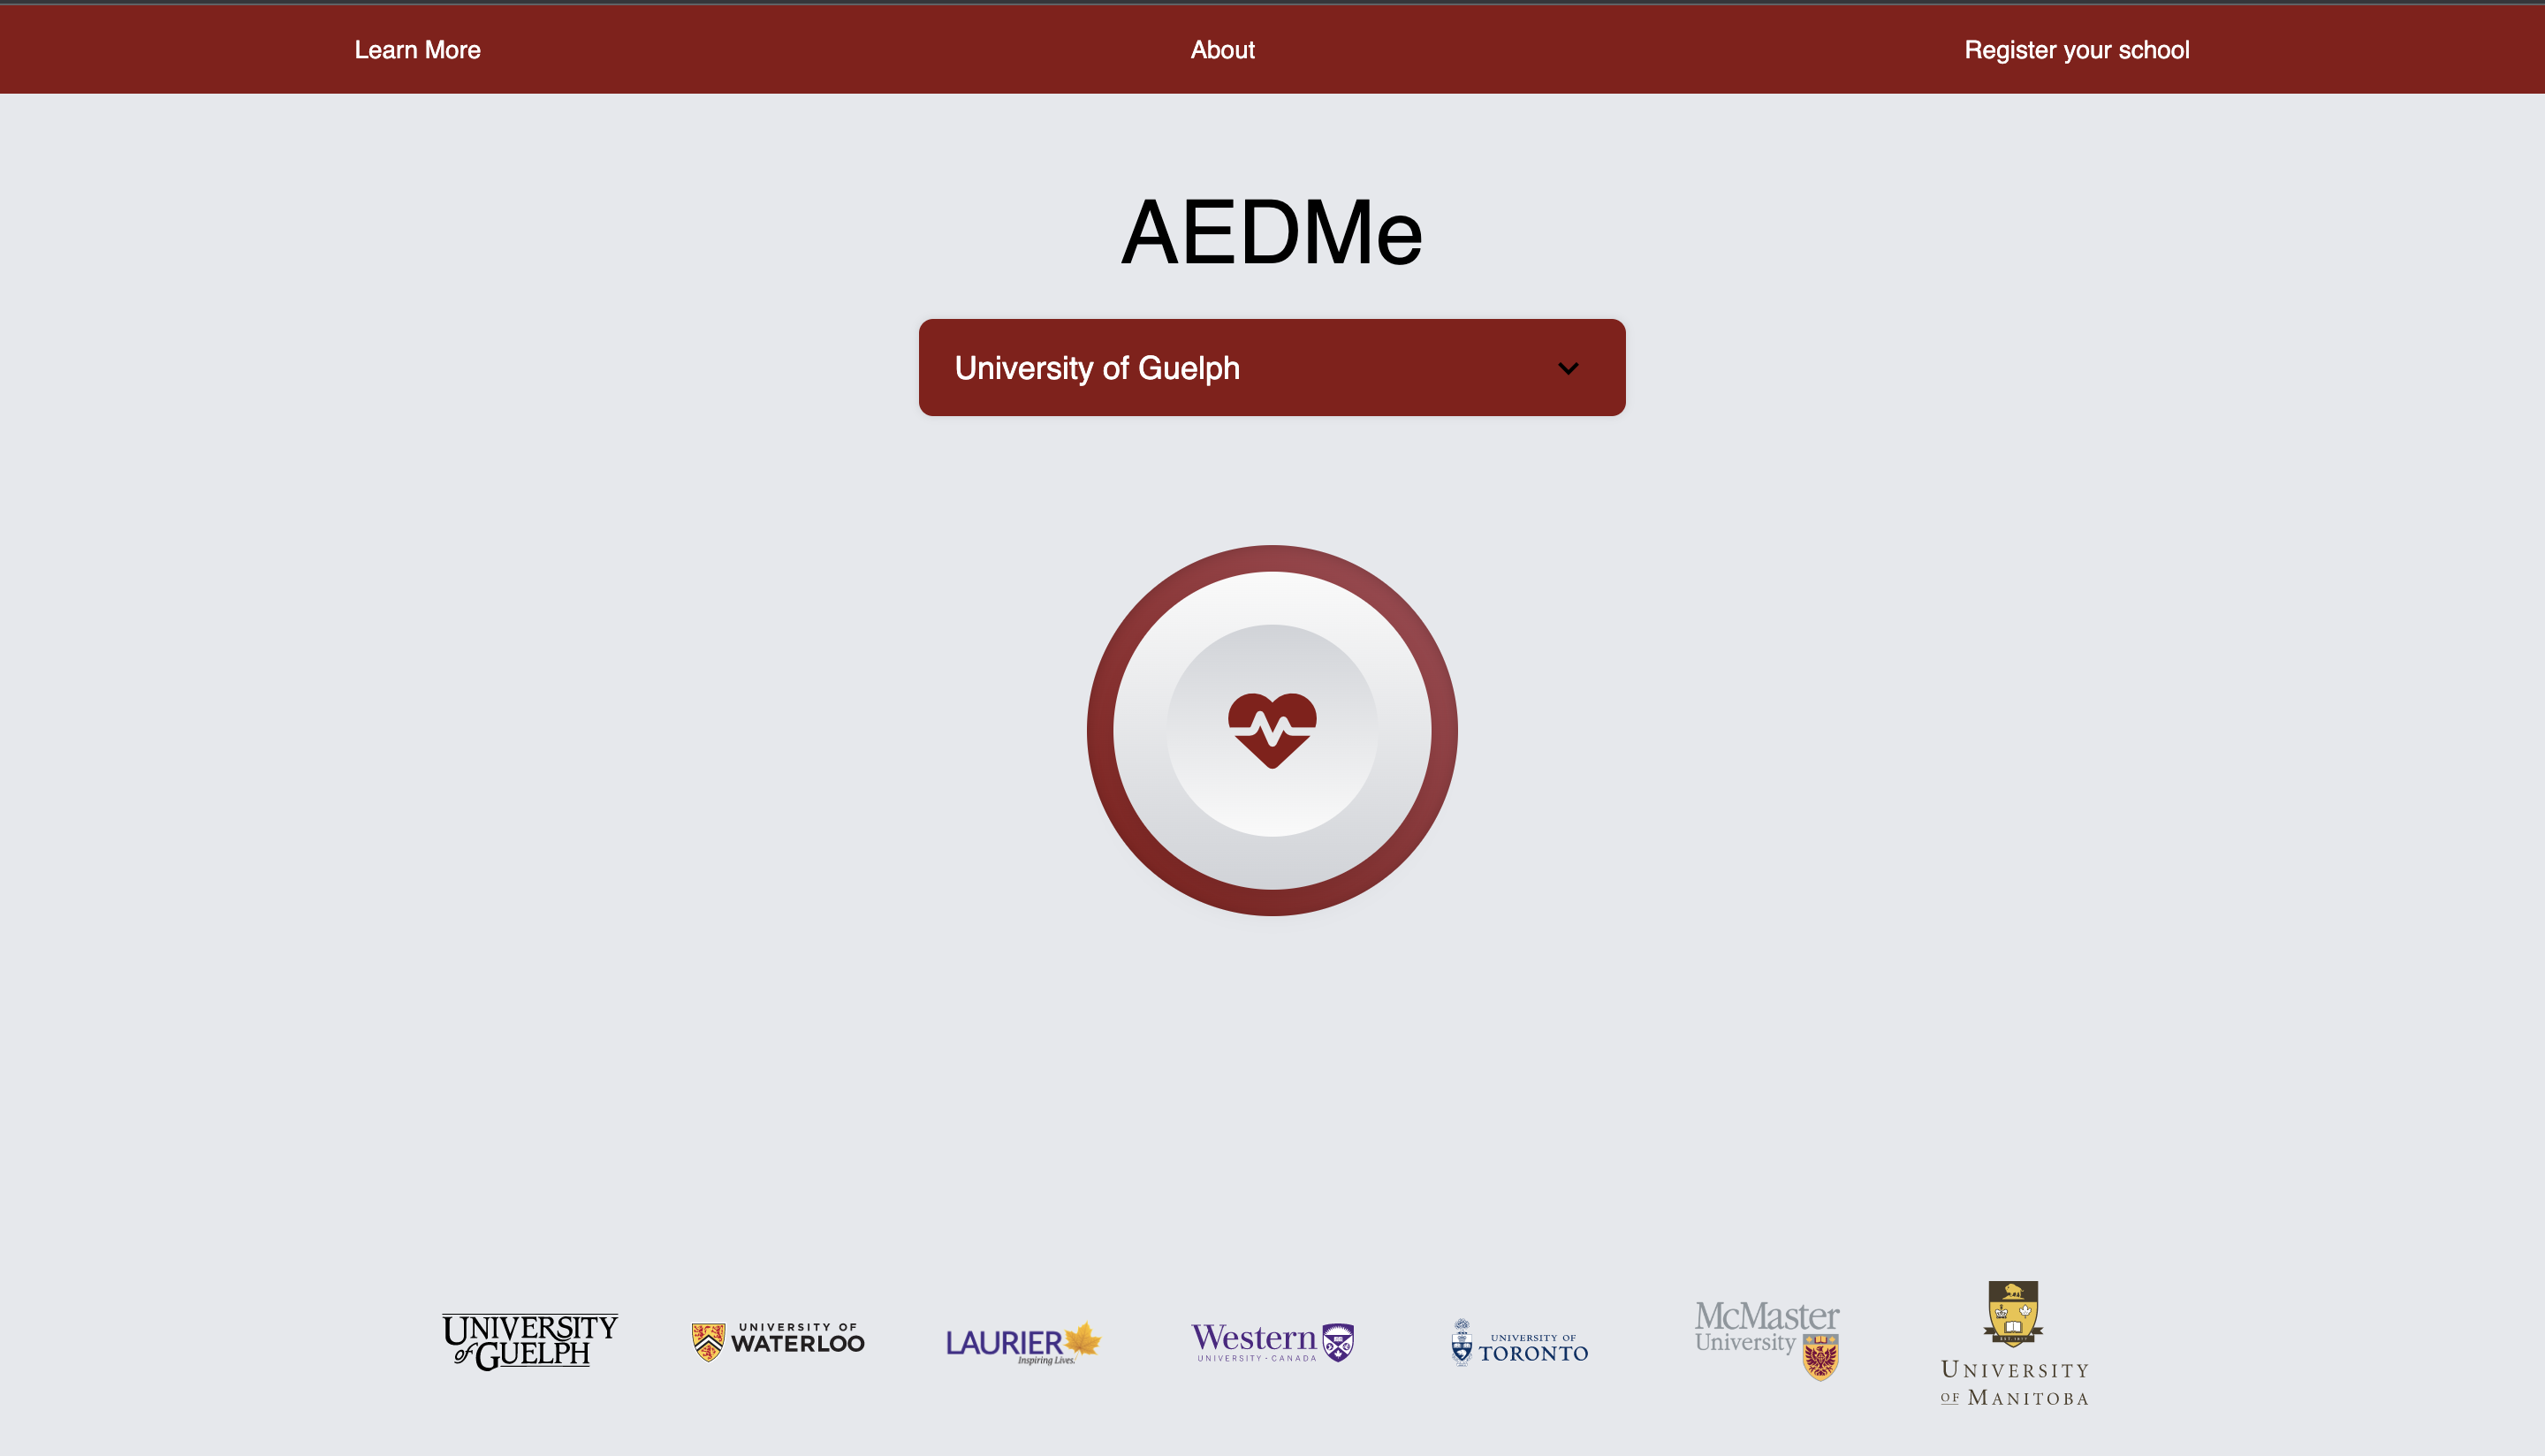 Learn More
About
Register your school
AEDMe
University of Guelph
UNIVERSITY
of GUELPH
UNIVERSITY OF
WATERLOO
LAURIER
Inspiring Lives.
Western
UNIVERSITY · CANADA
UNIVERSITY OF
TORONTO
McMaster
University
UNIVERSITY
OF MANITOBA